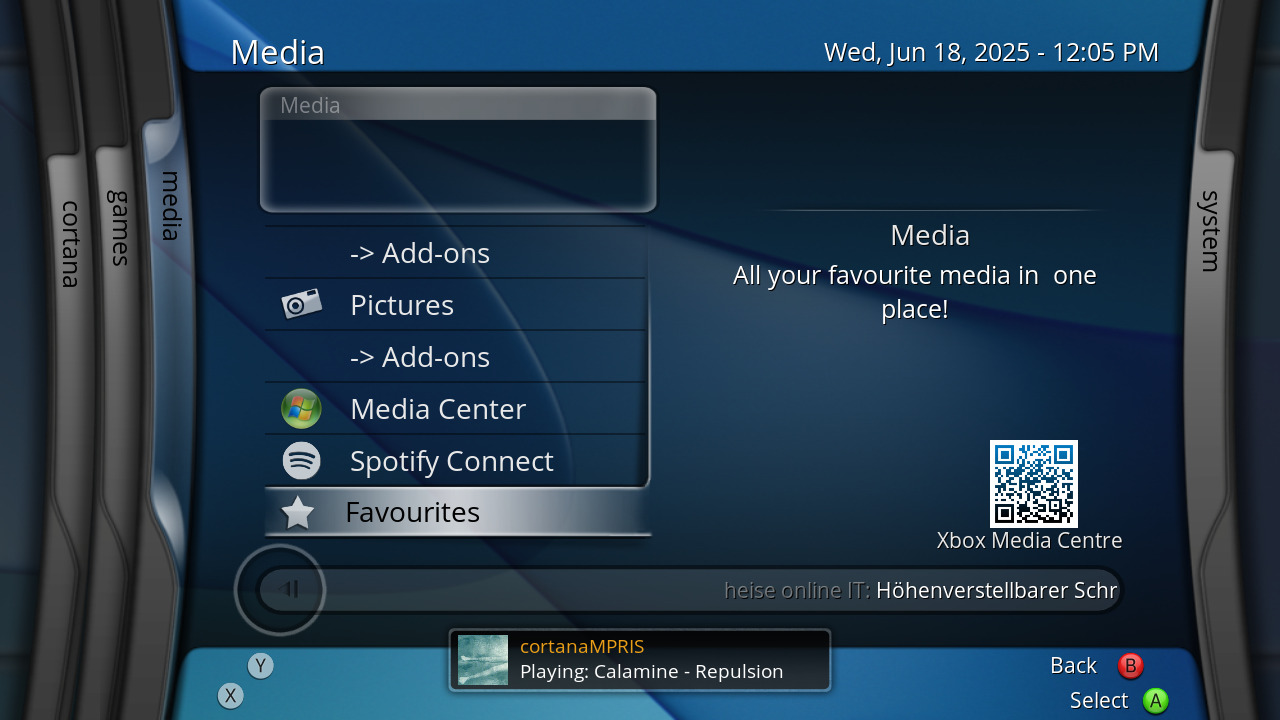 Media
Wed, Jun 18, 2025 - 12:05 PM
Media
cortana
games
media
system
-> Add-ons
Pictures
-> Add-ons
Media Center
Spotify Connect
Favourites
Media
All your favourite media in  one
place!
Xbox Media Centre
heise online IT: Höhenverstellbarer Schr
cortanaMPRIS
Playing: Calamine - Repulsion
Y
X
Back B
Select A